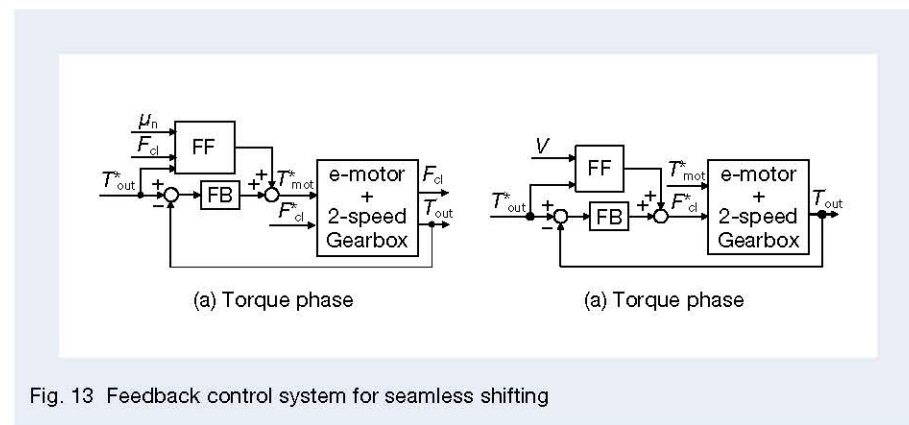 μn
Fcl
FF
T*out
+
−
FB
+
+
T*mot
F*cl
e-motor
+
2-speed
Gearbox
Fcl
Tout
(a) Torque phase
V
FF
T*out
+
−
FB
+
+
T*mot
F*cl
e-motor
+
2-speed
Gearbox
Tout
(a) Torque phase
Fig. 13 Feedback control system for seamless shifting